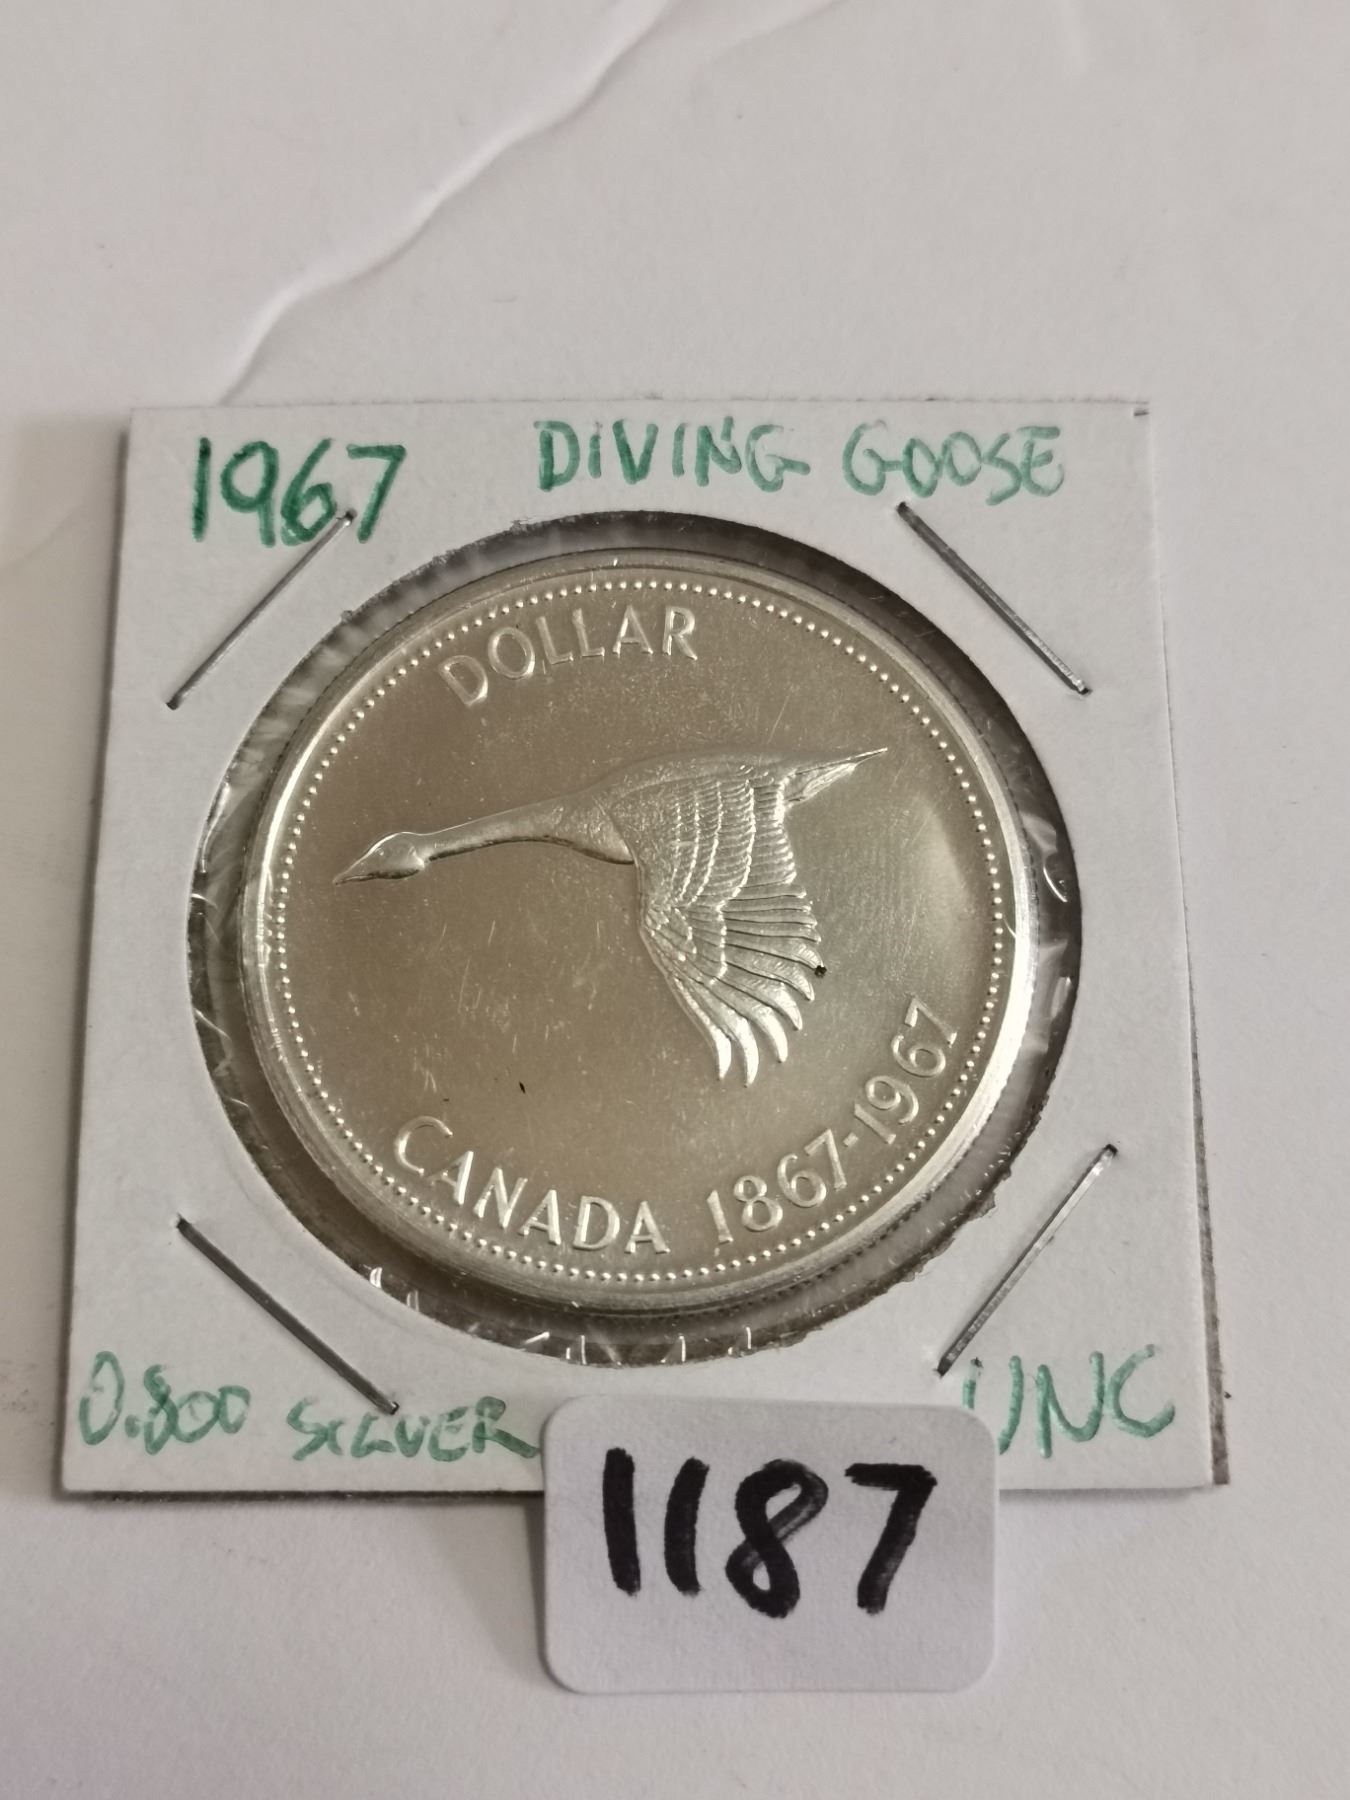 1967 DIVING GOOSE
DOLLAR
CANADA 1867-1967
0.800 SILVER UNC
1187